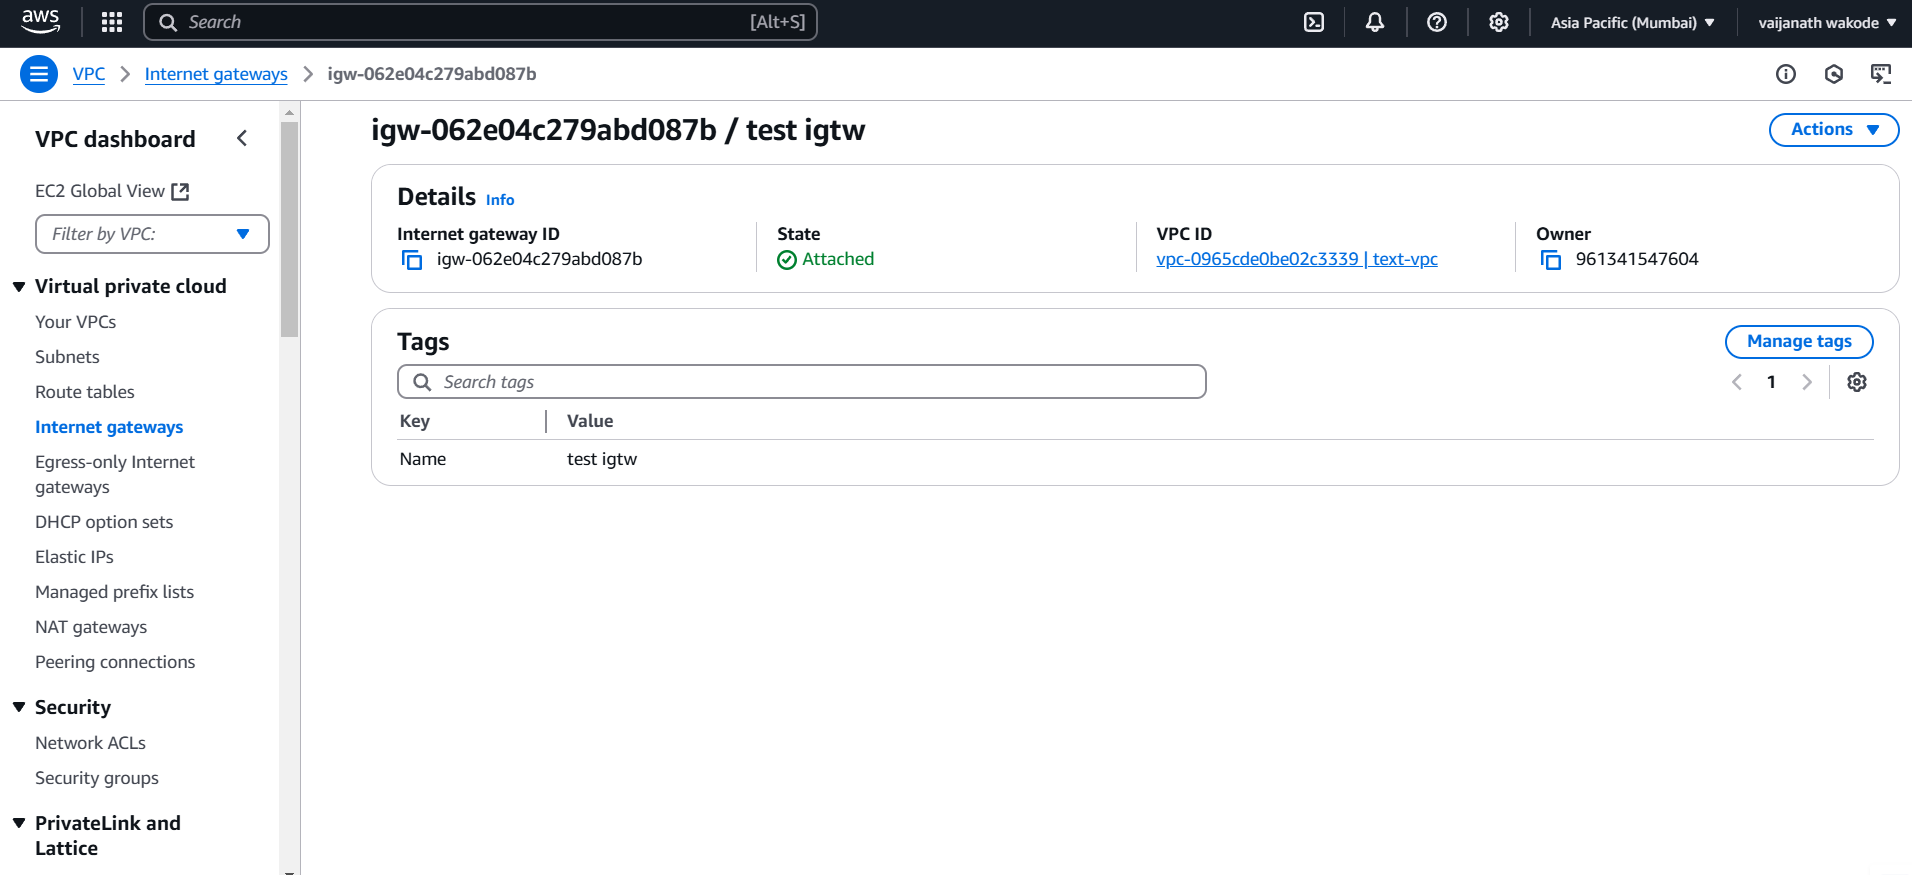 aws
Search [Alt+S]
Asia Pacific (Mumbai)
vaijanath wakode
VPC
Internet gateways
igw-062e04c279abd087b
VPC dashboard
EC2 Global View
Filter by VPC:
Virtual private cloud
Your VPCs
Subnets
Route tables
Internet gateways
Egress-only Internet
gateways
DHCP option sets
Elastic IPs
Managed prefix lists
NAT gateways
Peering connections
Security
Network ACLs
Security groups
PrivateLink and
Lattice
igw-062e04c279abd087b / test igtw
Actions
Details Info
Internet gateway ID
igw-062e04c279abd087b
State
Attached
VPC ID
vpc-0965cde0be02c3339 | text-vpc
Owner
961341547604
Tags
Manage tags
Search tags
1
Key Value
Name test igtw